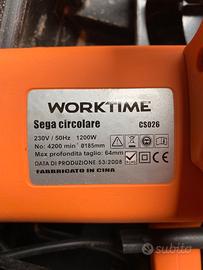 WORKTIME
Sega circolare CS026
230V / 50Hz 1200W
No: 4200 min⁻¹ Ø185mm
Max profondità taglio: 64mm
DATA DI PRODUZIONE 53/2008
FABBRICATO IN CINA
subito